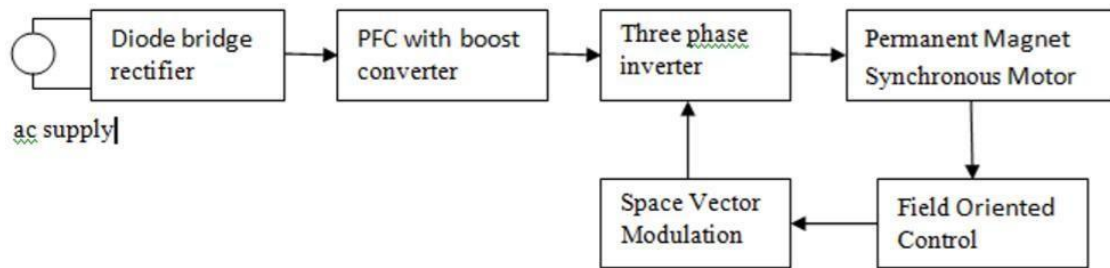 Diode bridge
rectifier
PFC with boost
converter
Three phase
inverter
Permanent Magnet
Synchronous Motor
ac supply
Space Vector
Modulation
Field Oriented
Control